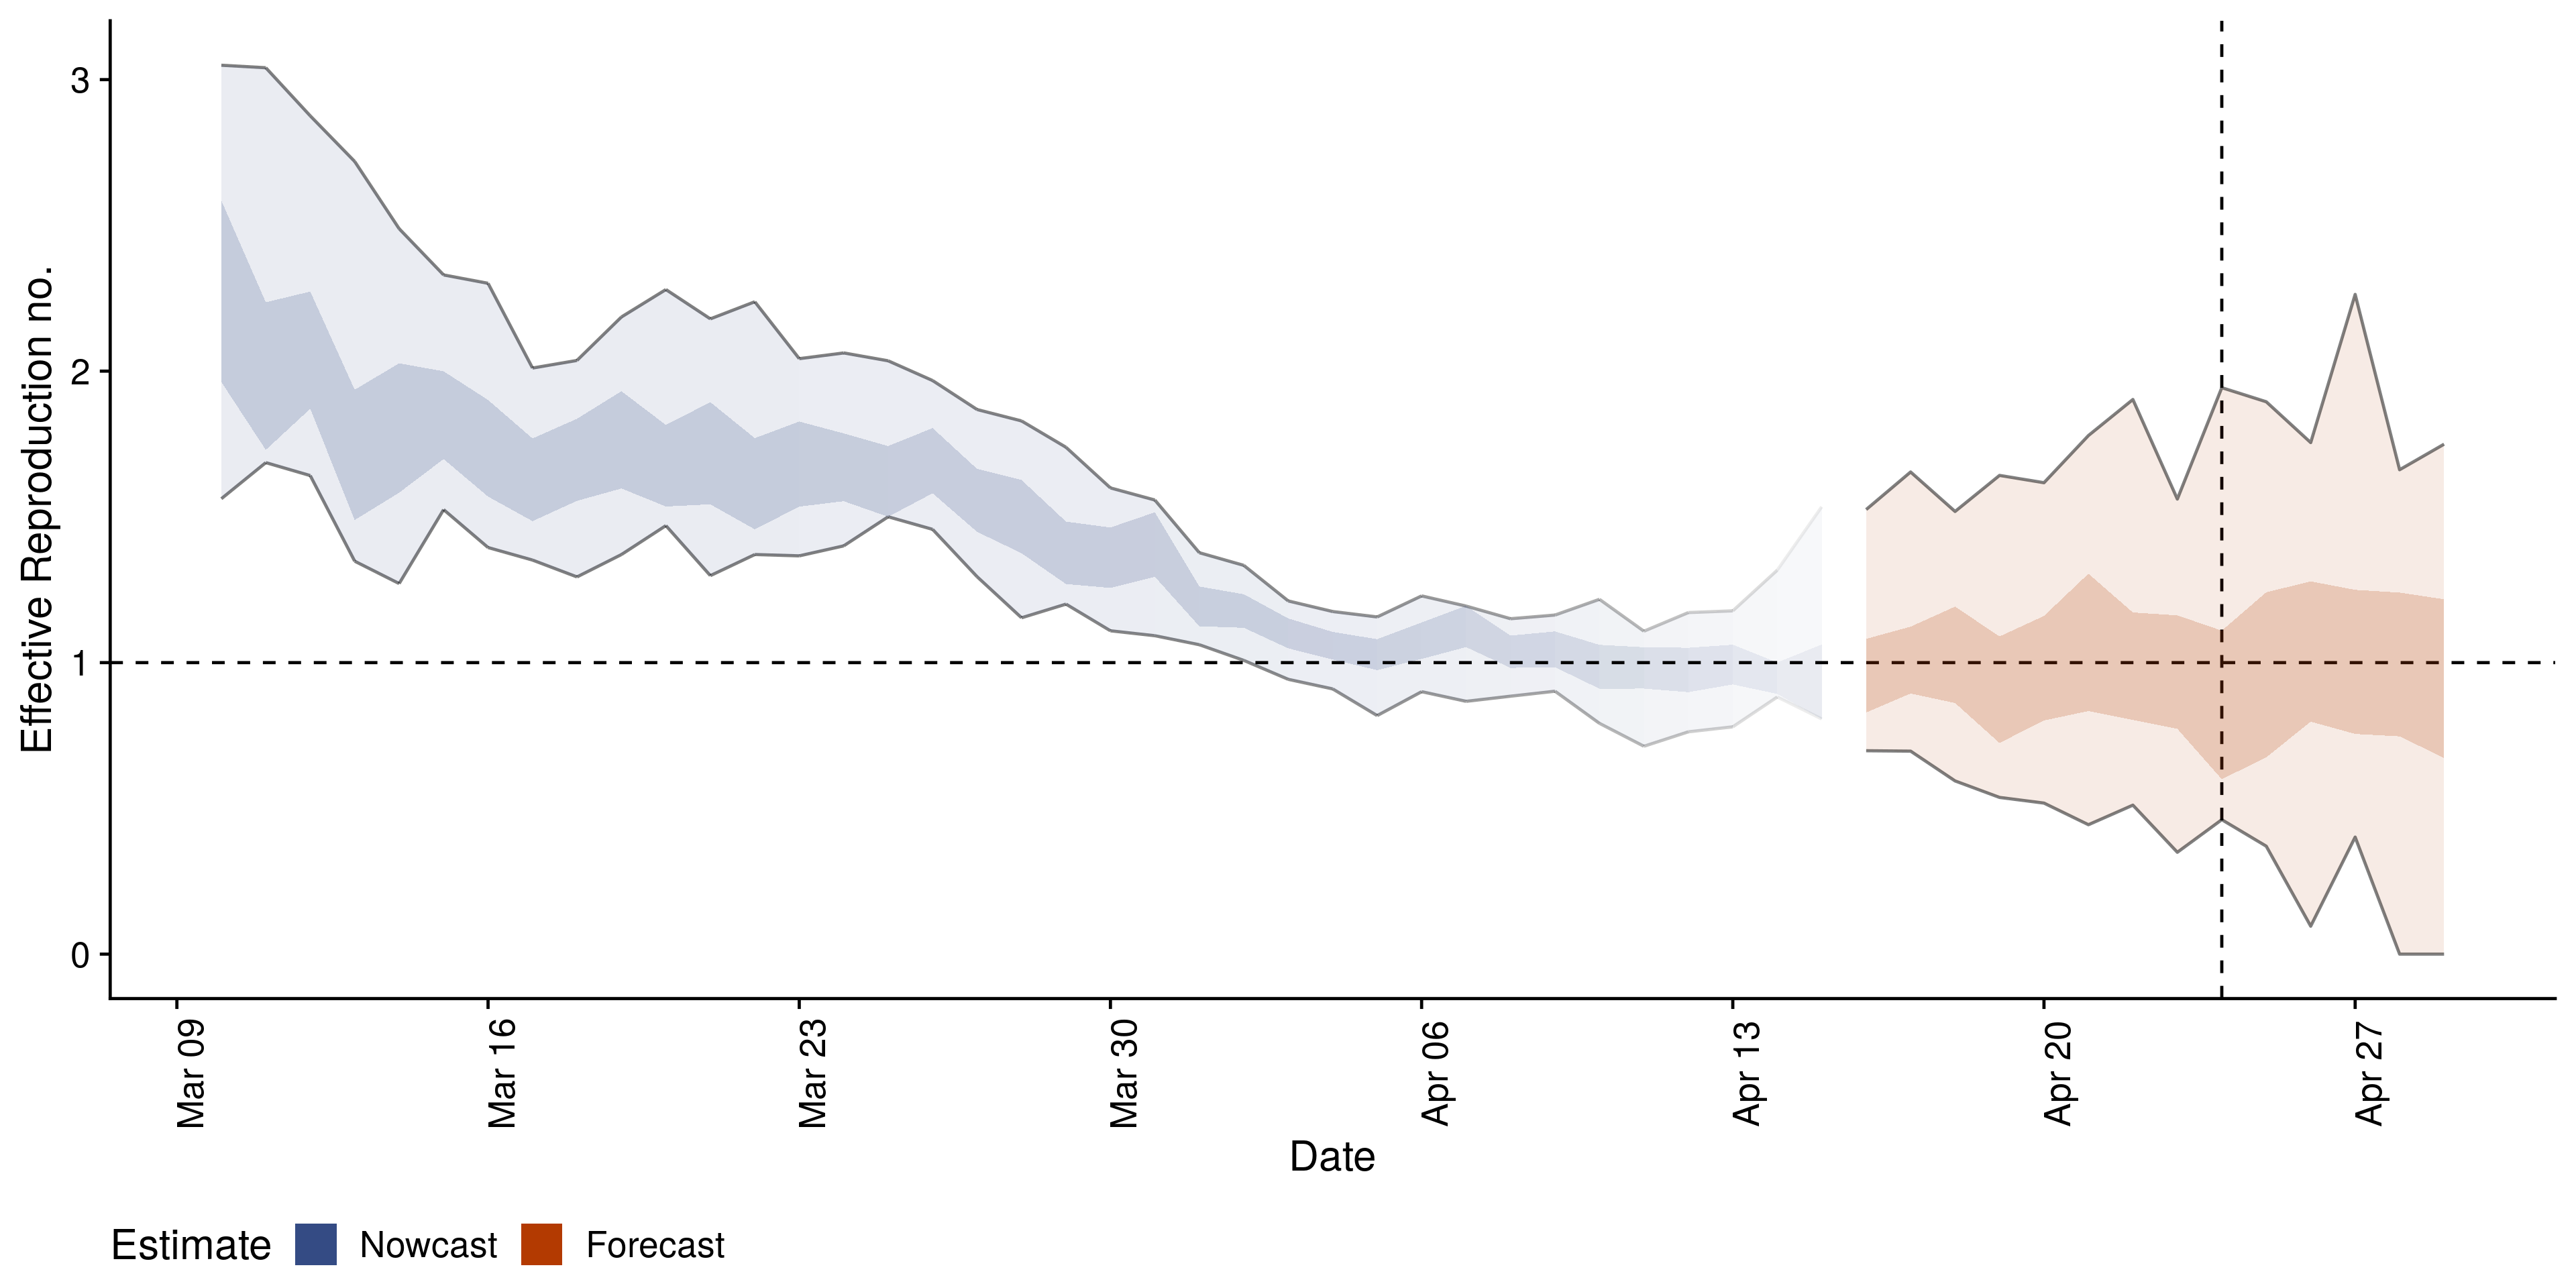 Effective Reproduction no.
3
2
1
0
Mar 09
Mar 16
Mar 23
Mar 30
Apr 06
Apr 13
Apr 20
Apr 27
Date
Estimate Nowcast Forecast